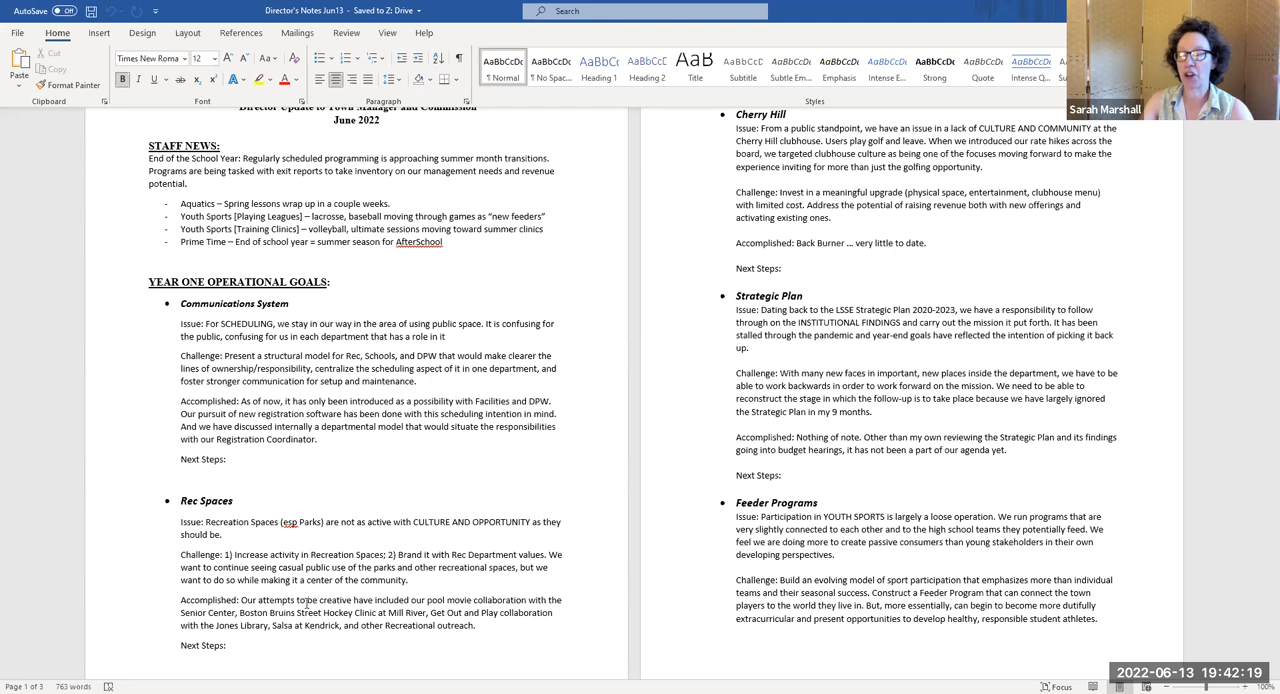 AutoSave Off
Director's Notes Jun13 - Saved to Z: Drive
Search
File Home Insert Design Layout References Mailings Review View Help
Cut
Copy
Format Painter
Paste
Clipboard
Times New Roma 12
Font
Paragraph
AaBbCcDc AaBbCcDc AaBbCc AaBbCcD AaB AaBbCcD AaBbCcDc AaBbCcDc AaBbCcDc AaBbCcDc AaBbCcDc AaBbCcDc
¶ Normal ¶ No Spac... Heading 1 Heading 2 Title Subtitle Subtle Em... Emphasis Intense E... Strong Quote Intense Q...
Styles
Sarah Marshall
Director Update to Town Manager and Commission
June 2022
STAFF NEWS:
End of the School Year: Regularly scheduled programming is approaching summer month transitions.
Programs are being tasked with exit reports to take inventory on our management needs and revenue
potential.
- Aquatics – Spring lessons wrap up in a couple weeks.
- Youth Sports [Playing Leagues] – lacrosse, baseball moving through games as "new feeders"
- Youth Sports [Training Clinics] – volleyball, ultimate sessions moving toward summer clinics
- Prime Time – End of school year = summer season for AfterSchool
YEAR ONE OPERATIONAL GOALS:
• Communications System
Issue: For SCHEDULING, we stay in our way in the area of using public space. It is confusing for
the public, confusing for us in each department that has a role in it
Challenge: Present a structural model for Rec, Schools, and DPW that would make clearer the
lines of ownership/responsibility, centralize the scheduling aspect of it in one department, and
foster stronger communication for setup and maintenance.
Accomplished: As of now, it has only been introduced as a possibility with Facilities and DPW.
Our pursuit of new registration software has been done with this scheduling intention in mind.
And we have discussed internally a departmental model that would situate the responsibilities
with our Registration Coordinator.
Next Steps:
• Rec Spaces
Issue: Recreation Spaces (esp Parks) are not as active with CULTURE AND OPPORTUNITY as they
should be.
Challenge: 1) Increase activity in Recreation Spaces; 2) Brand it with Rec Department values. We
want to continue seeing casual public use of the parks and other recreational spaces, but we
want to do so while making it a center of the community.
Accomplished: Our attempts to be creative have included our pool movie collaboration with the
Senior Center, Boston Bruins Street Hockey Clinic at Mill River, Get Out and Play collaboration
with the Jones Library, Salsa at Kendrick, and other Recreational outreach.
Next Steps:
• Cherry Hill
Issue: From a public standpoint, we have an issue in a lack of CULTURE AND COMMUNITY at the
Cherry Hill clubhouse. Users play golf and leave. When we introduced our rate hikes across the
board, we targeted clubhouse culture as being one of the focuses moving forward to make the
experience inviting for more than just the golfing opportunity.
Challenge: Invest in a meaningful upgrade (physical space, entertainment, clubhouse menu)
with limited cost. Address the potential of raising revenue both with new offerings and
activating existing ones.
Accomplished: Back Burner ... very little to date.
Next Steps:
• Strategic Plan
Issue: Dating back to the LSSE Strategic Plan 2020-2023, we have a responsibility to follow
through on the INSTITUTIONAL FINDINGS and carry out the mission it put forth. It has been
stalled through the pandemic and year-end goals have reflected the intention of picking it back
up.
Challenge: With many new faces in important, new places inside the department, we have to be
able to work backwards in order to work forward on the mission. We need to be able to
reconstruct the stage in which the follow-up is to take place because we have largely ignored
the Strategic Plan in my 9 months.
Accomplished: Nothing of note. Other than my own reviewing the Strategic Plan and its findings
going into budget hearings, it has not been a part of our agenda yet.
Next Steps:
• Feeder Programs
Issue: Participation in YOUTH SPORTS is largely a loose operation. We run programs that are
very slightly connected to each other and to the high school teams they potentially feed. We
feel we are doing more to create passive consumers than young stakeholders in their own
developing perspectives.
Challenge: Build an evolving model of sport participation that emphasizes more than individual
teams and their seasonal success. Construct a Feeder Program that can connect the town
players to the world they live in. But, more essentially, can begin to become more dutifully
extracurricular and present opportunities to develop healthy, responsible student athletes.
Page 1 of 3 763 words
Focus
100%
2022-06-13 19:42:19